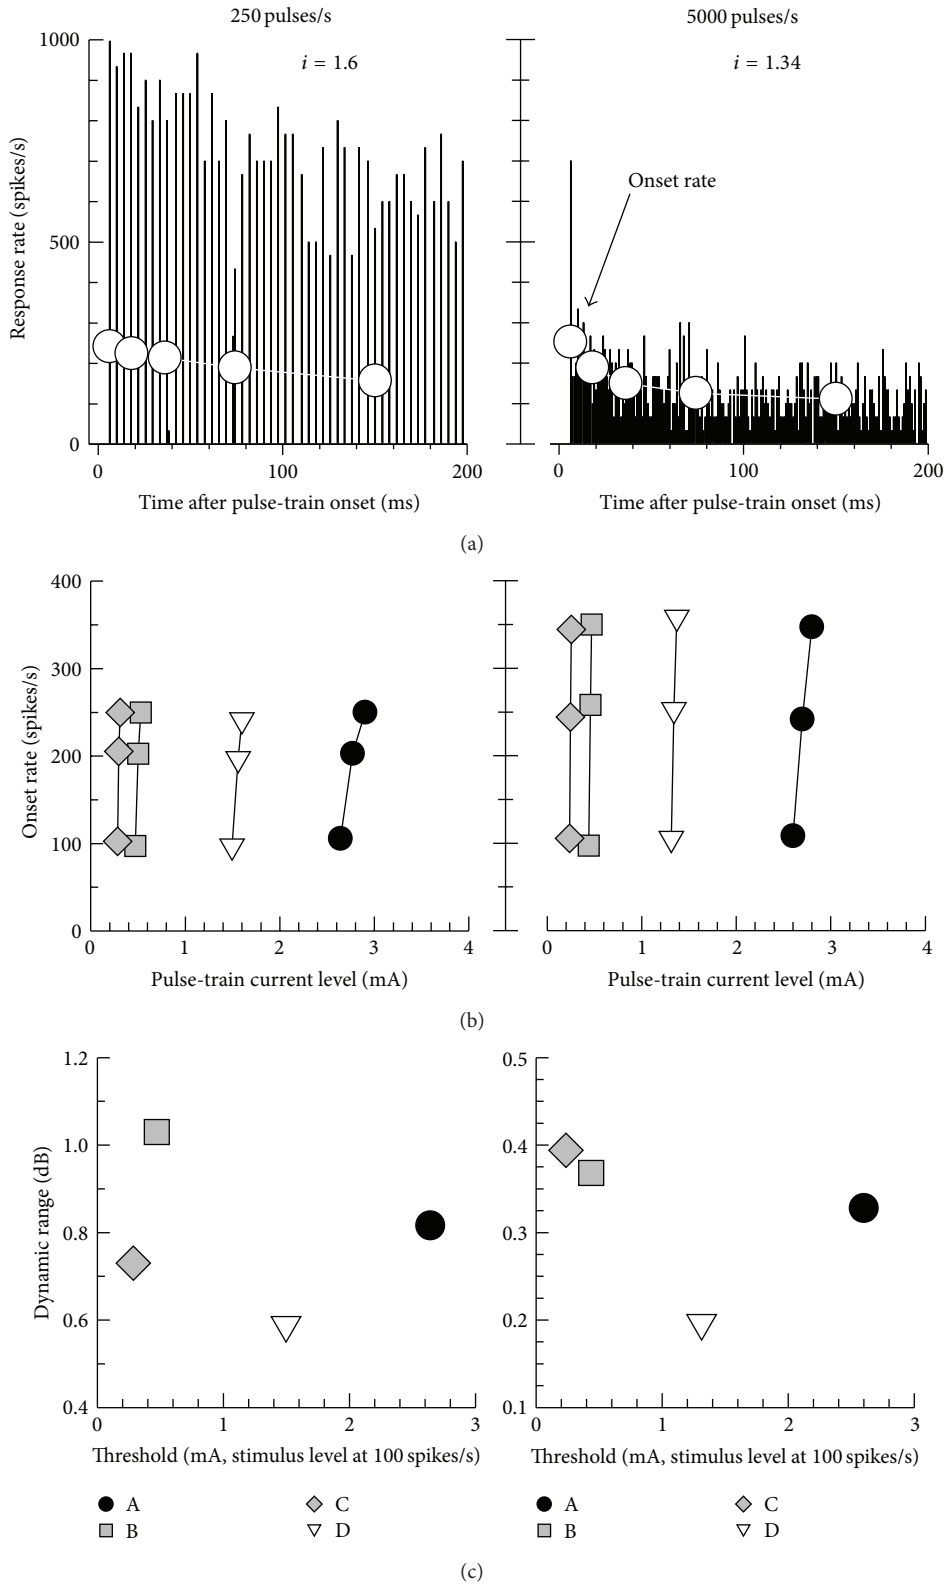 250 pulses/s
5000 pulses/s
1000
500
0
Response rate (spikes/s)
i = 1.6
i = 1.34
Onset rate
0 100 200
0 100 200
Time after pulse-train onset (ms)
Time after pulse-train onset (ms)
(a)
400
300
200
100
0
Onset rate (spikes/s)
0 1 2 3 4
0 1 2 3 4
Pulse-train current level (mA)
Pulse-train current level (mA)
(b)
1.2
1.0
0.8
0.6
0.4
Dynamic range (dB)
0.5
0.4
0.3
0.2
0.1
0 1 2 3
0 1 2 3
Threshold (mA, stimulus level at 100 spikes/s)
Threshold (mA, stimulus level at 100 spikes/s)
A
B
C
D
A
B
C
D
(c)